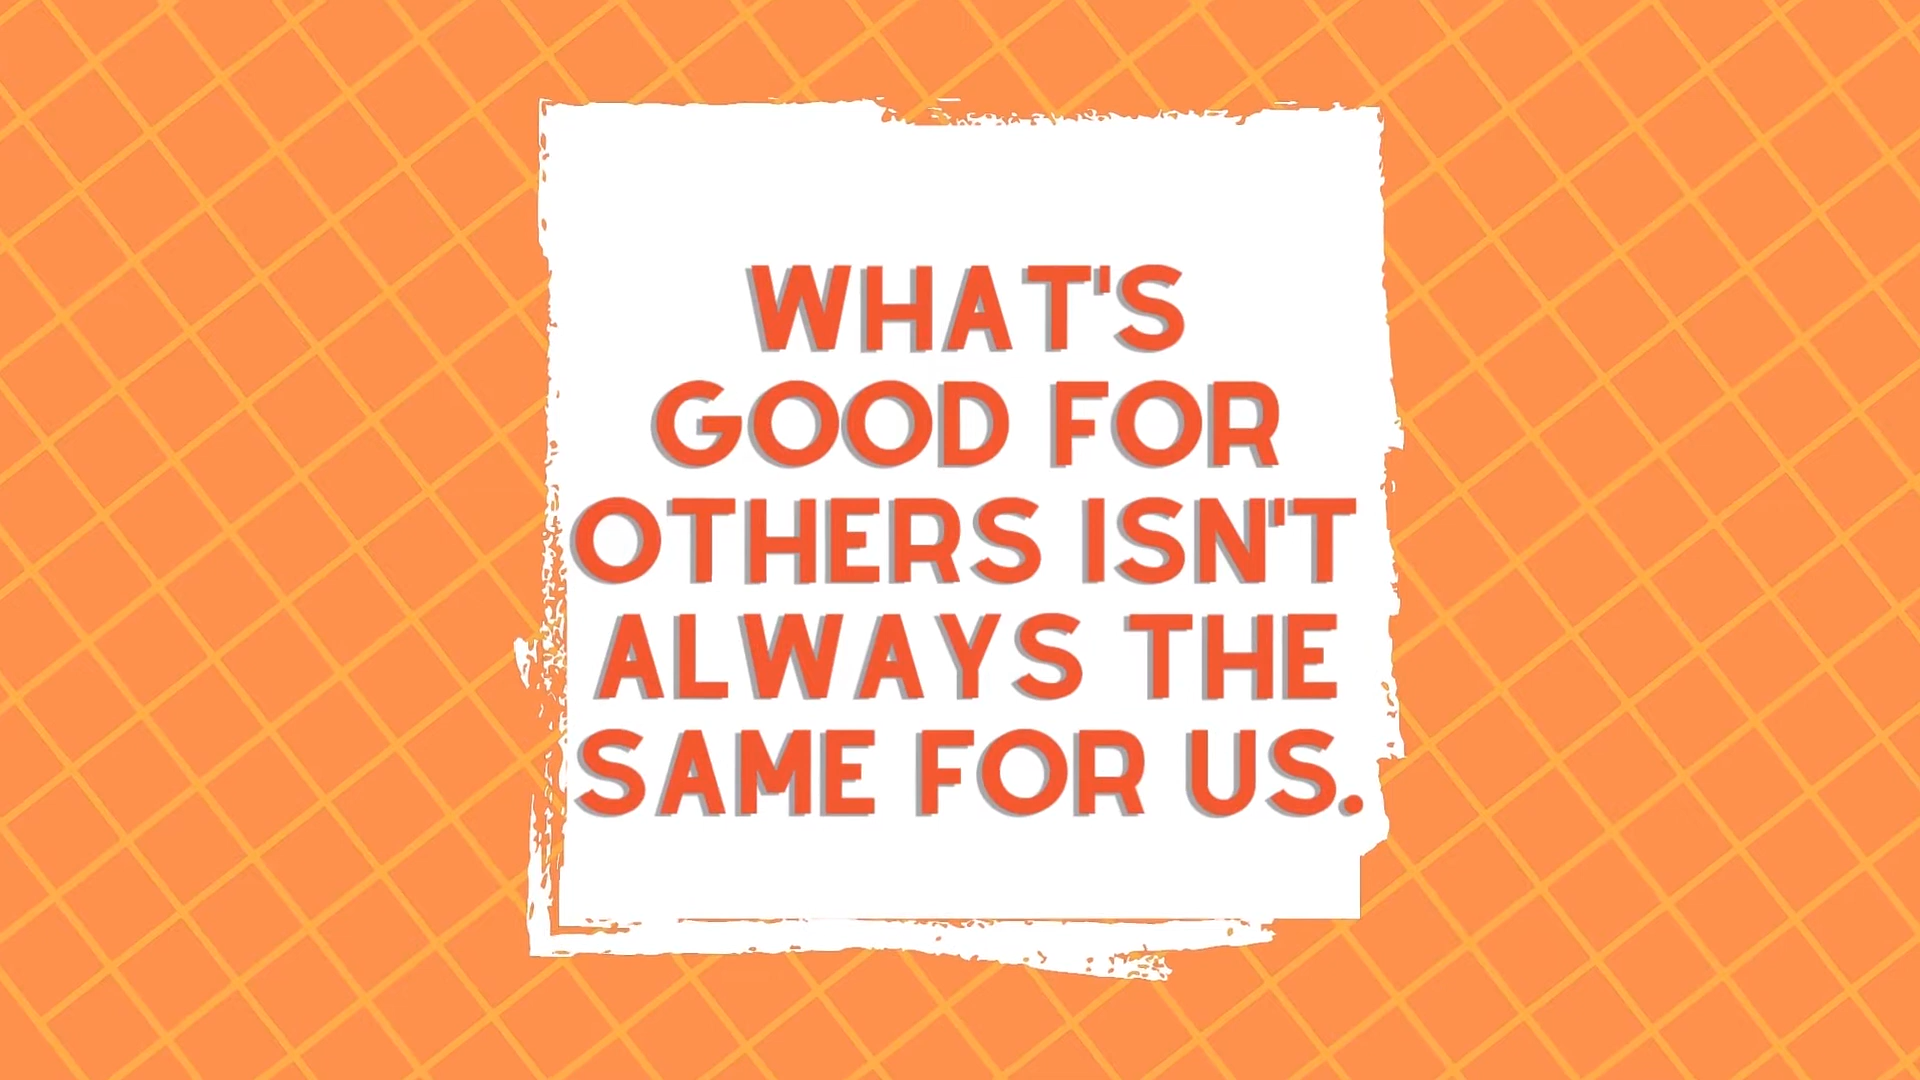 WHAT'S
GOOD FOR
OTHERS ISN'T
ALWAYS THE
SAME FOR US.